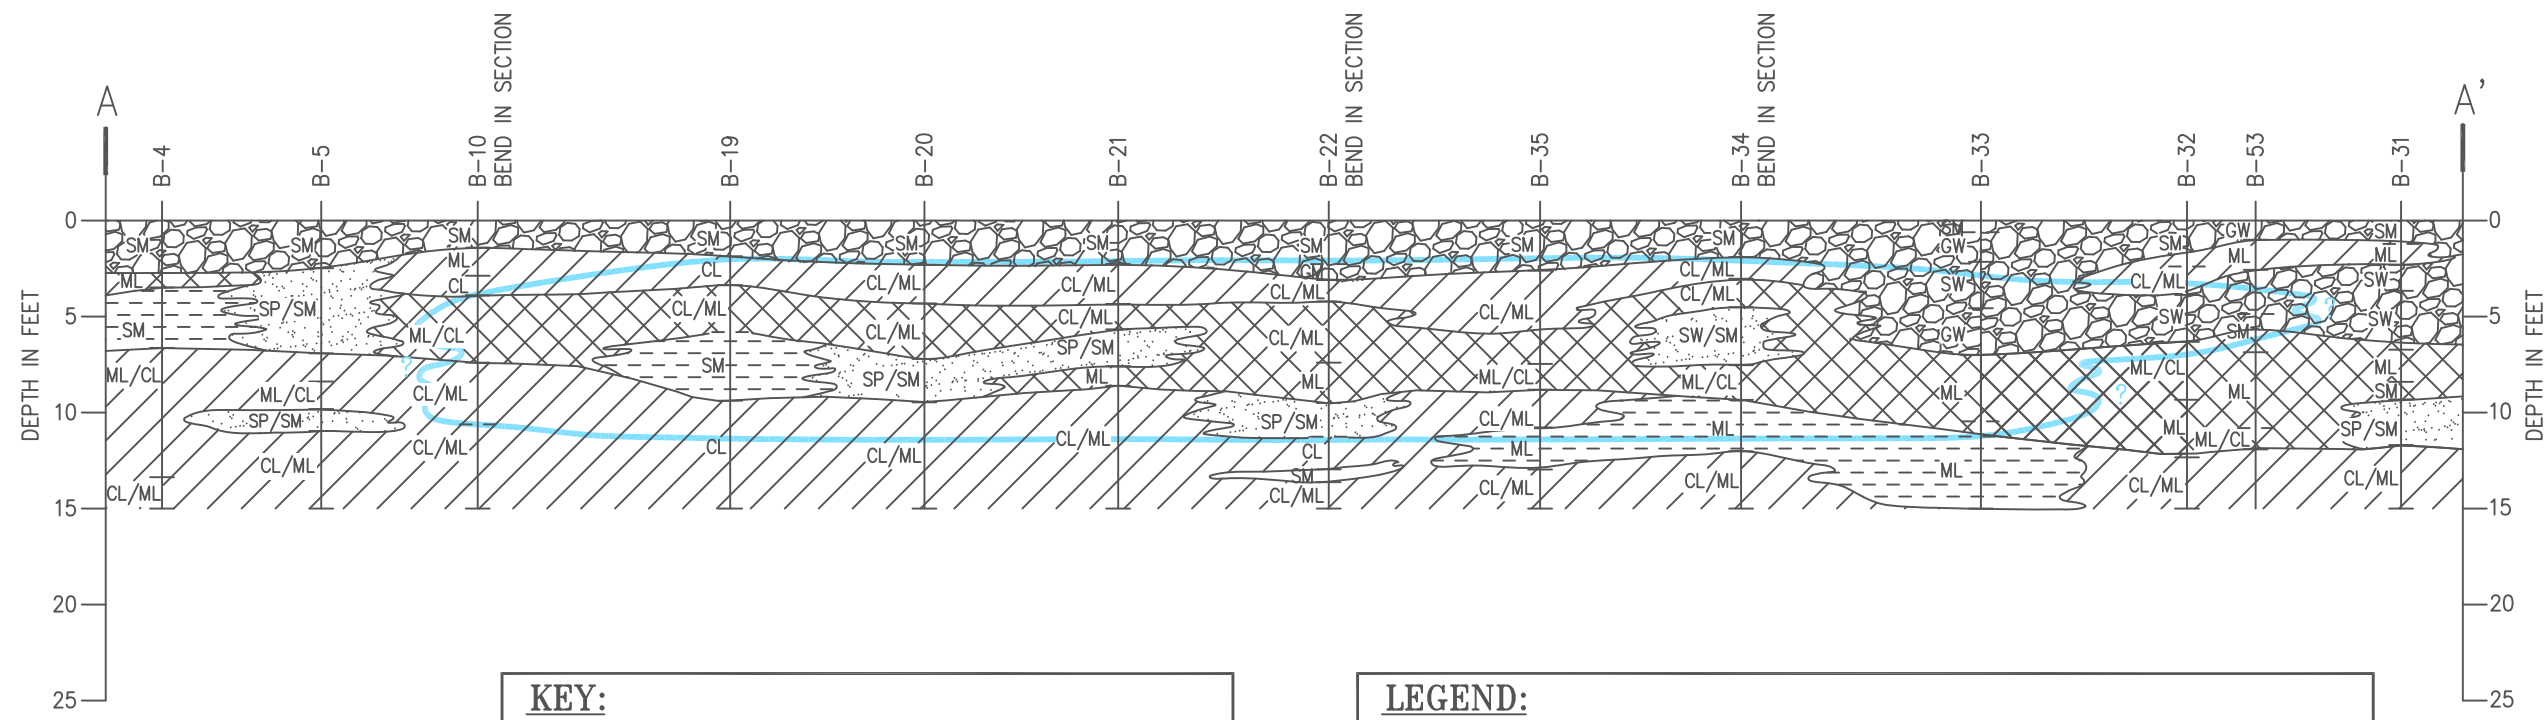 A
A'
B-4
B-5
B-10
BEND IN SECTION
B-19
B-20
B-21
B-22
BEND IN SECTION
B-35
B-34
BEND IN SECTION
B-33
B-32
B-53
B-31
DEPTH IN FEET
0
5
10
15
20
25
SM
ML
SM
ML/CL
CL/ML
SM
SP/SM
ML/CL
SP/SM
CL/ML
SM
ML
CL
ML/CL
?
CL/ML
CL/ML
SM
CL
CL/ML
SM
CL
SM
CL/ML
CL/ML
SP/SM
CL/ML
SM
CL/ML
CL/ML
SP/SM
ML
CL/ML
SM
GM
CL/ML
CL/ML
ML
SP/SM
CL
SM
CL/ML
SM
CL/ML
ML/CL
CL/ML
ML
CL/ML
SM
CL/ML
CL/ML
SW/SM
ML/CL
ML
CL/ML
SM
GW
SW
GW
ML
ML
SM
CL/ML
SW
ML/CL
?
ML
CL/ML
GW
ML
SM
ML
ML/CL
?
SM
ML
SW
SW
ML
SM
SP/SM
CL/ML
0
5
10
15
20
25
DEPTH IN FEET
KEY:
LEGEND: